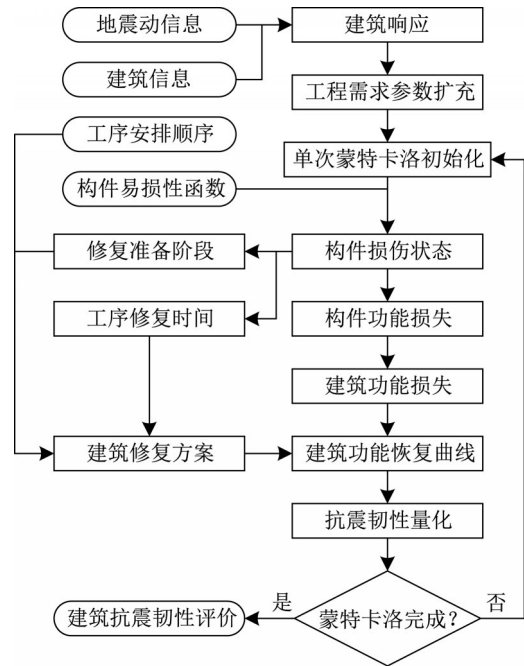 地震动信息
建筑响应
建筑信息
工程需求参数扩充
工序安排顺序
单次蒙特卡洛初始化
构件易损性函数
修复准备阶段
构件损伤状态
工序修复时间
构件功能损失
建筑功能损失
建筑修复方案
建筑功能恢复曲线
抗震韧性量化
是
否
建筑抗震韧性评价
蒙特卡洛完成?